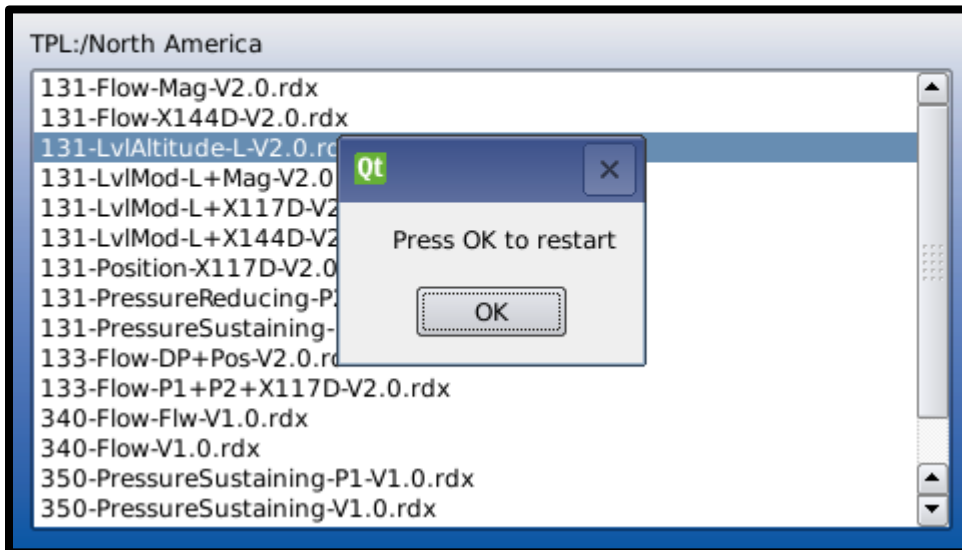 TPL:/North America
131-Flow-Mag-V2.0.rdx
131-Flow-X144D-V2.0.rdx
131-LvlAltitude-L-V2.0.rd
131-LvlMod-L+Mag-V2.0
131-LvlMod-L+X117D-V2
131-LvlMod-L+X144D-V2
131-Position-X117D-V2.0
131-PressureReducing-P
131-PressureSustaining-
133-Flow-DP+Pos-V2.0.rd
133-Flow-P1+P2+X117D-V2.0.rdx
340-Flow-Flw-V1.0.rdx
340-Flow-V1.0.rdx
350-PressureSustaining-P1-V1.0.rdx
350-PressureSustaining-V1.0.rdx
Qt
Press OK to restart
OK